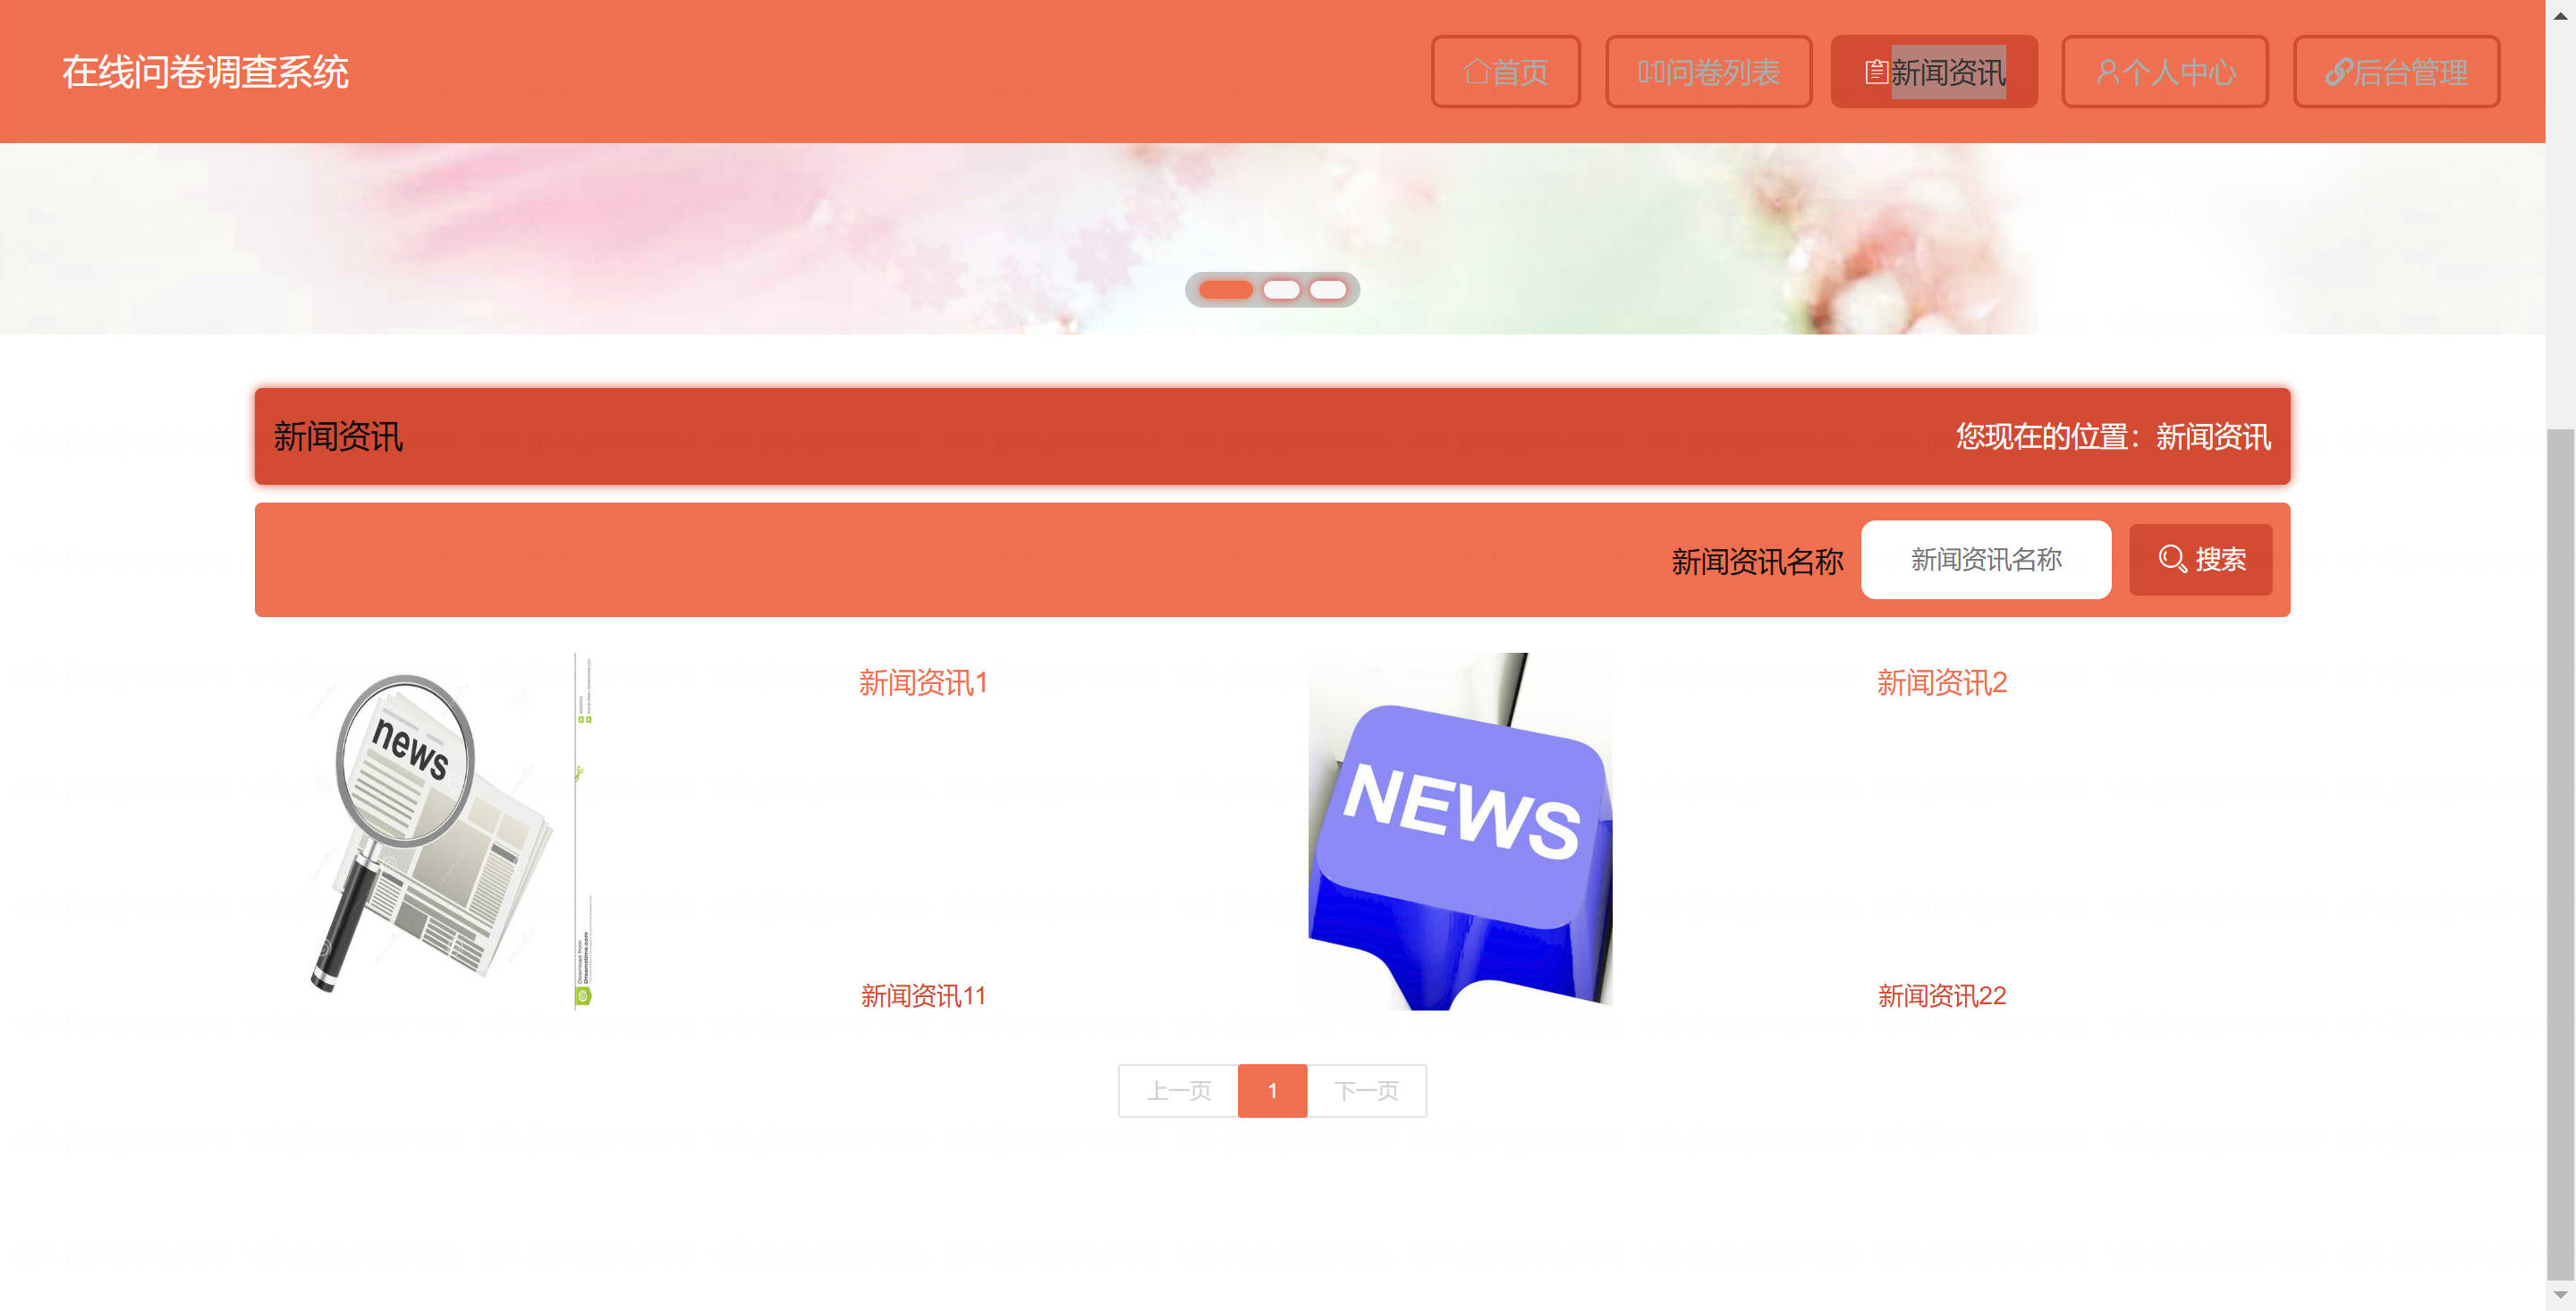 在线问卷调查系统
首页
问卷列表
新闻资讯
个人中心
后台管理
新闻资讯
您现在的位置：新闻资讯
新闻资讯名称
新闻资讯名称
搜索
news
新闻资讯1
新闻资讯11
NEWS
新闻资讯2
新闻资讯22
上一页
1
下一页